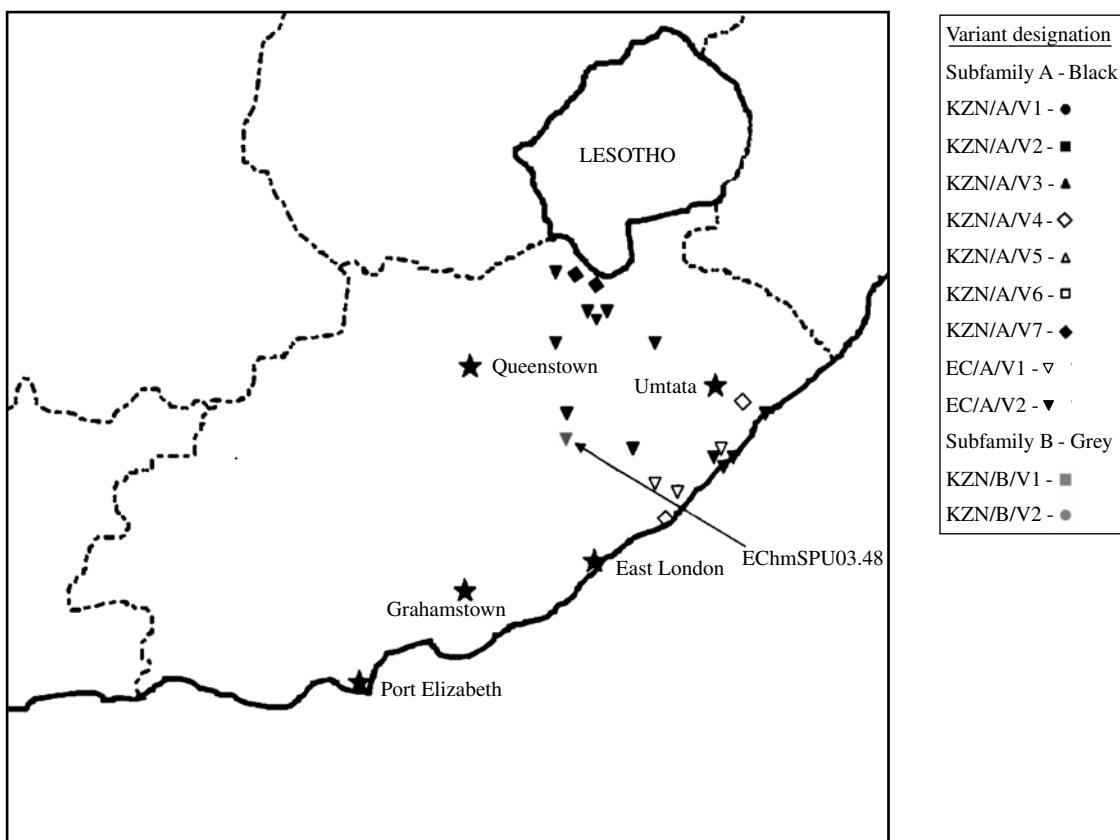 LESOTHO
Queenstown
Umtata
EChmSPU03.48
East London
Grahamstown
Port Elizabeth
Variant designation
Subfamily A - Black
KZN/A/V1 - ●
KZN/A/V2 - ■
KZN/A/V3 - ▲
KZN/A/V4 - ◇
KZN/A/V5 - △
KZN/A/V6 - □
KZN/A/V7 - ◆
EC/A/V1 - ▽
EC/A/V2 - ▼
Subfamily B - Grey
KZN/B/V1 - ■
KZN/B/V2 - ●